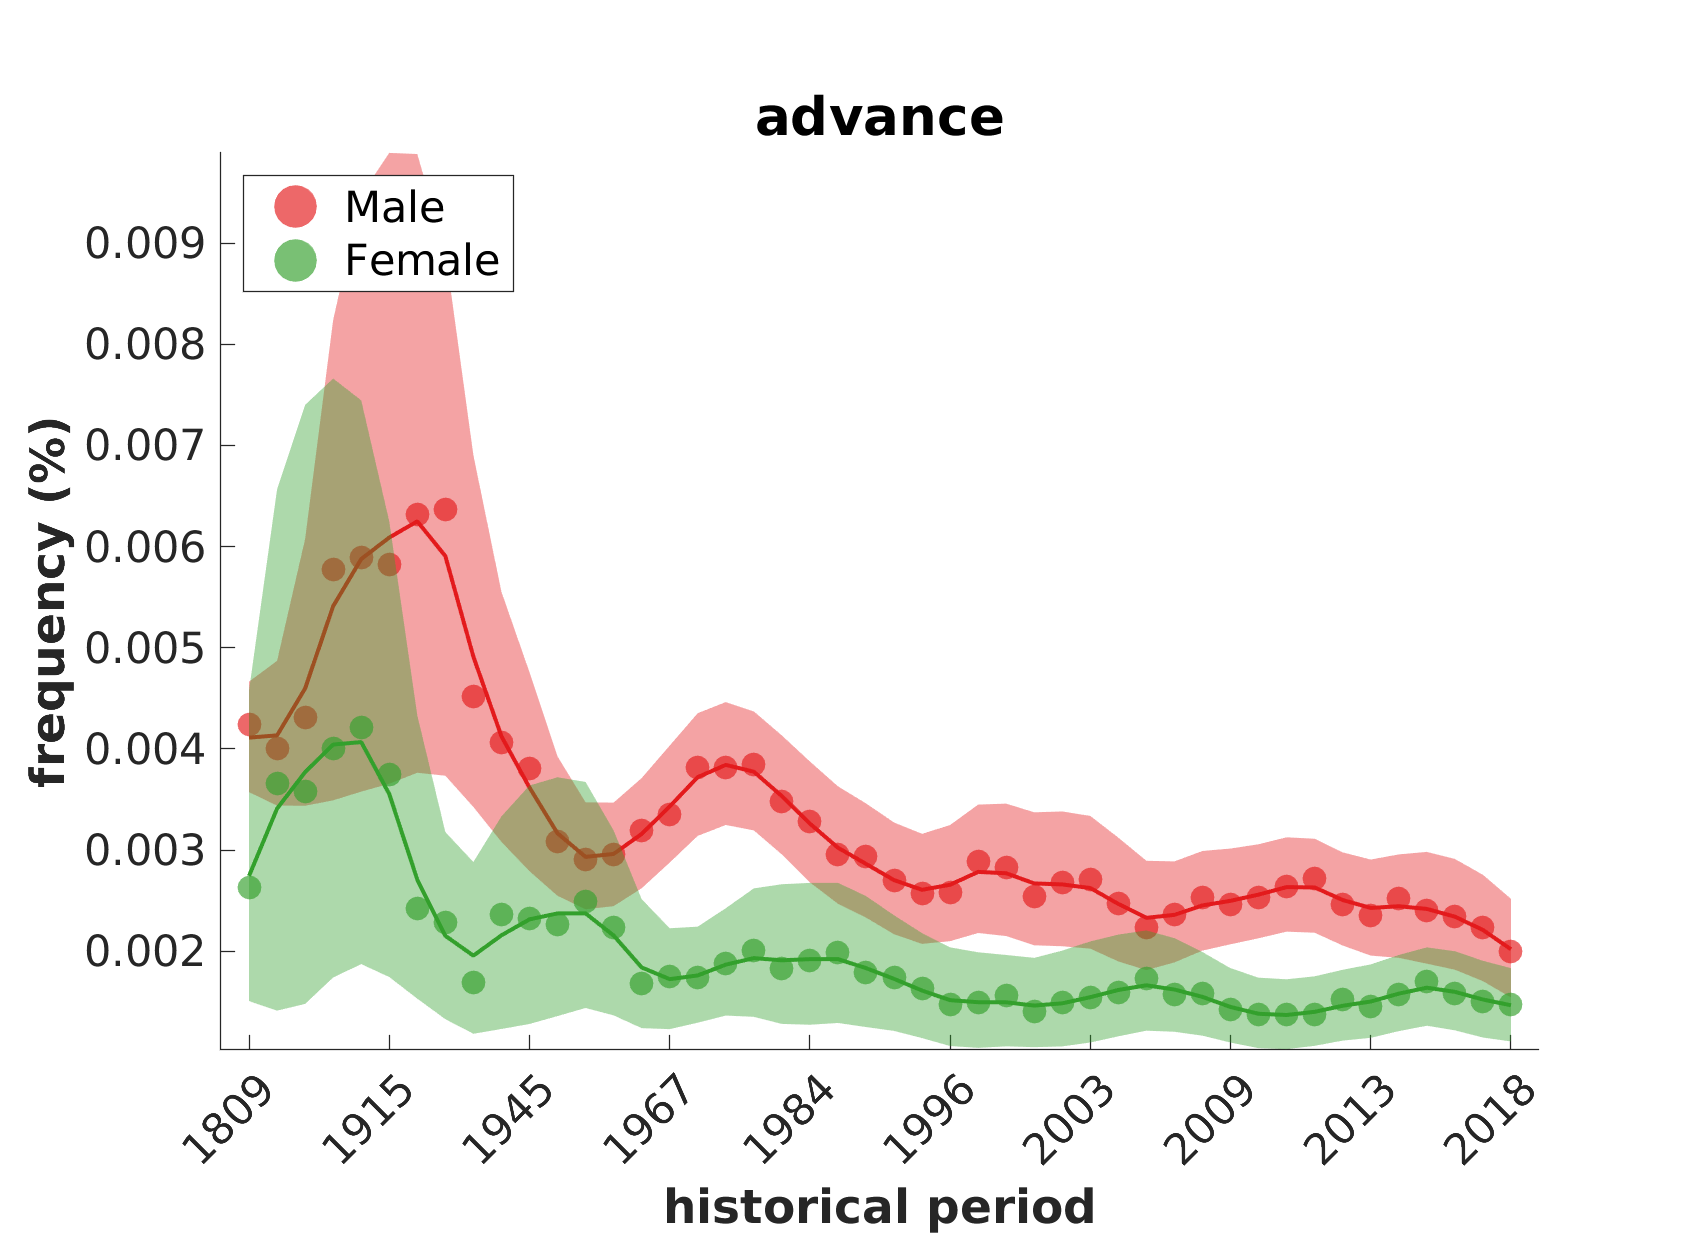 advance
Male
Female
0.009
0.008
0.007
0.006
0.005
0.004
0.003
0.002
frequency (%)
1809 1915 1945 1967 1984 1996 2003 2009 2013 2018
historical period